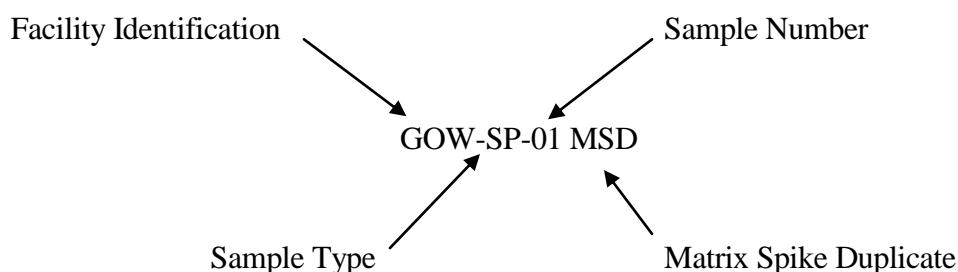 Facility Identification
Sample Number
GOW-SP-01 MSD
Sample Type
Matrix Spike Duplicate